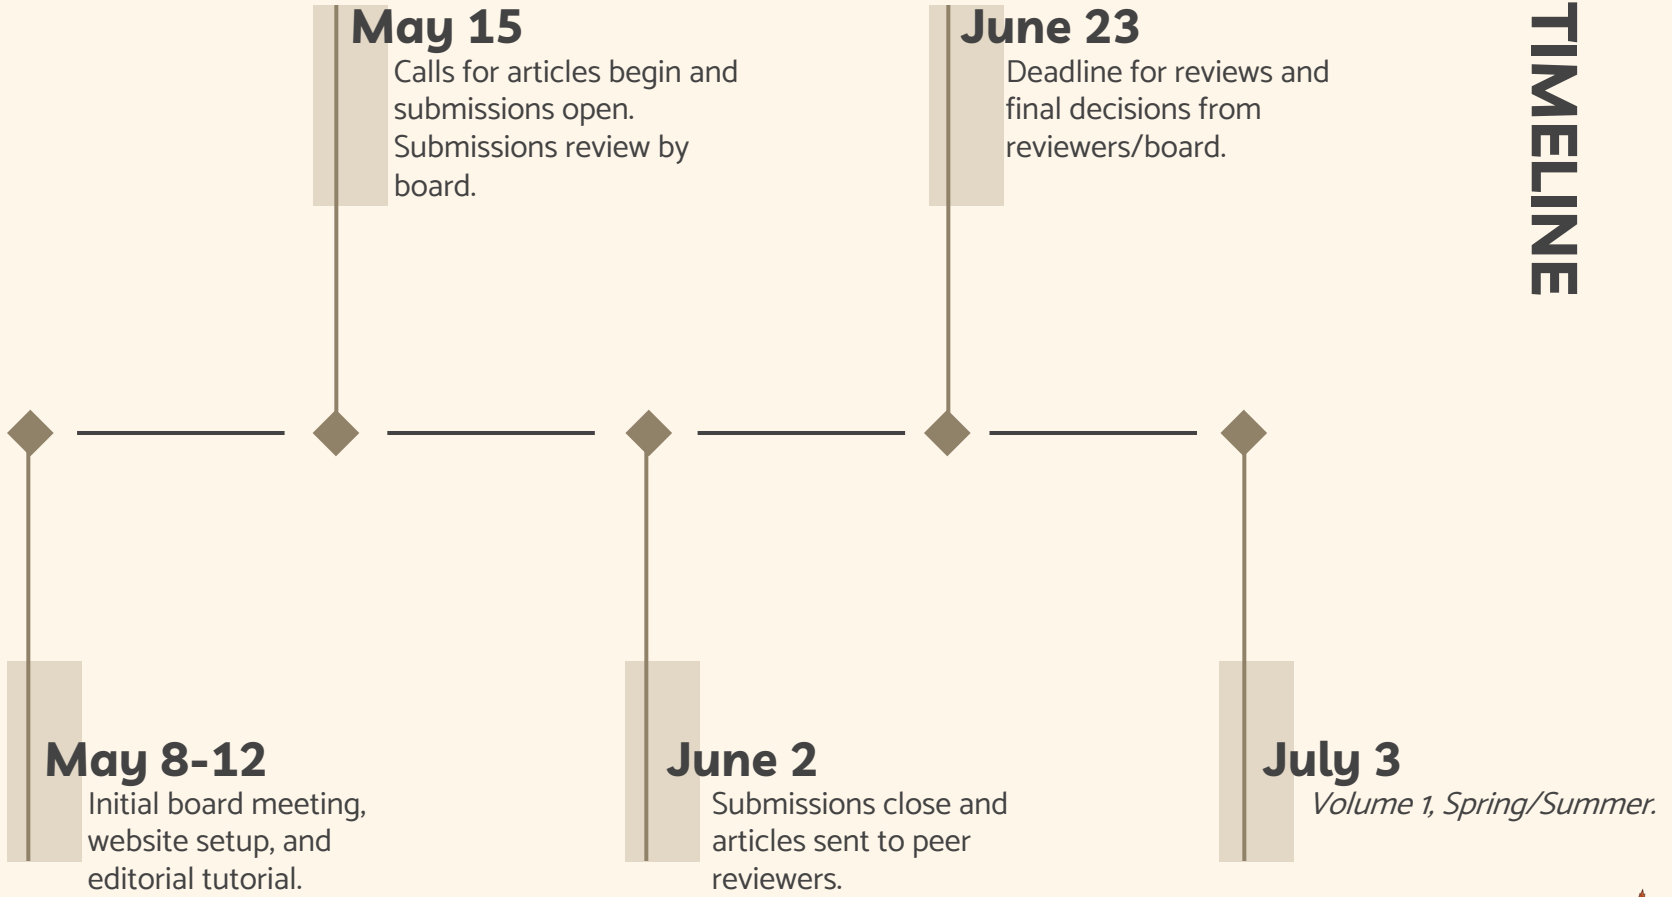 TIMELINE
May 8-12
Initial board meeting,
website setup, and
editorial tutorial.
May 15
Calls for articles begin and
submissions open.
Submissions review by
board.
June 2
Submissions close and
articles sent to peer
reviewers.
June 23
Deadline for reviews and
final decisions from
reviewers/board.
July 3
Volume 1, Spring/Summer.